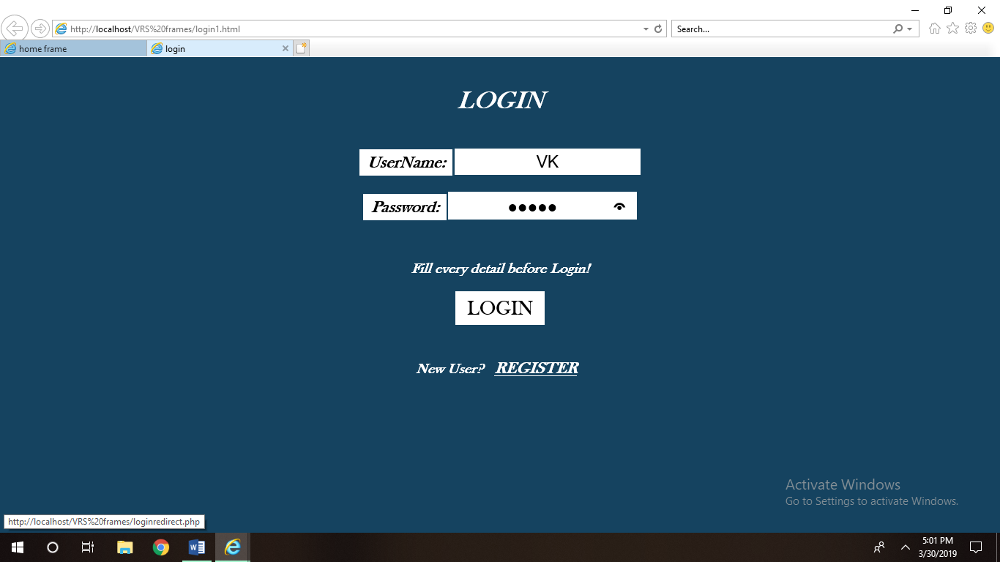 http://localhost/VRS%20frames/login1.html
Search...
home frame
login
LOGIN
UserName: VK
Password: ●●●●●
Fill every detail before Login!
LOGIN
New User? REGISTER
Activate Windows
Go to Settings to activate Windows.
http://localhost/VRS%20frames/loginredirect.php
5:01 PM
3/30/2019